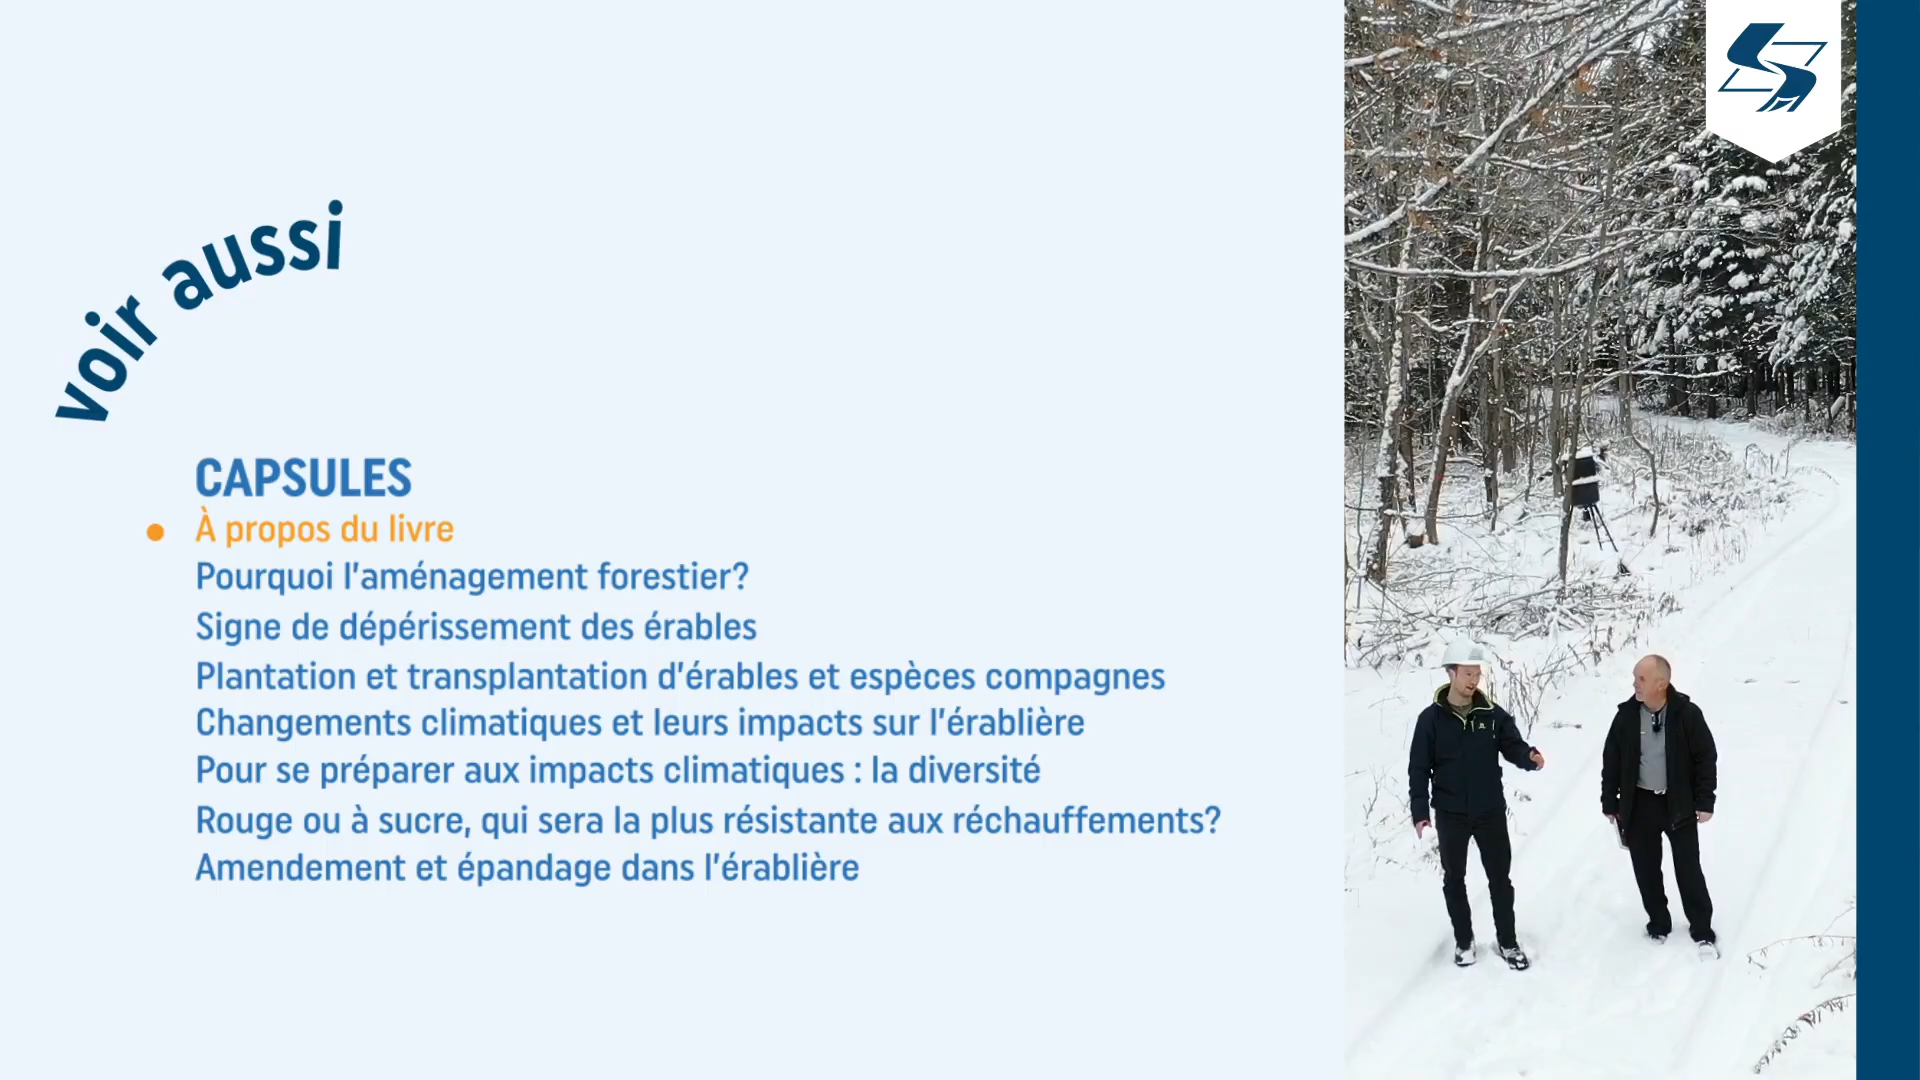 voir aussi
CAPSULES
À propos du livre
Pourquoi l'aménagement forestier?
Signe de dépérissement des érables
Plantation et transplantation d'érables et espèces compagnes
Changements climatiques et leurs impacts sur l'érablière
Pour se préparer aux impacts climatiques : la diversité
Rouge ou à sucre, qui sera la plus résistante aux réchauffements?
Amendement et épandage dans l'érablière